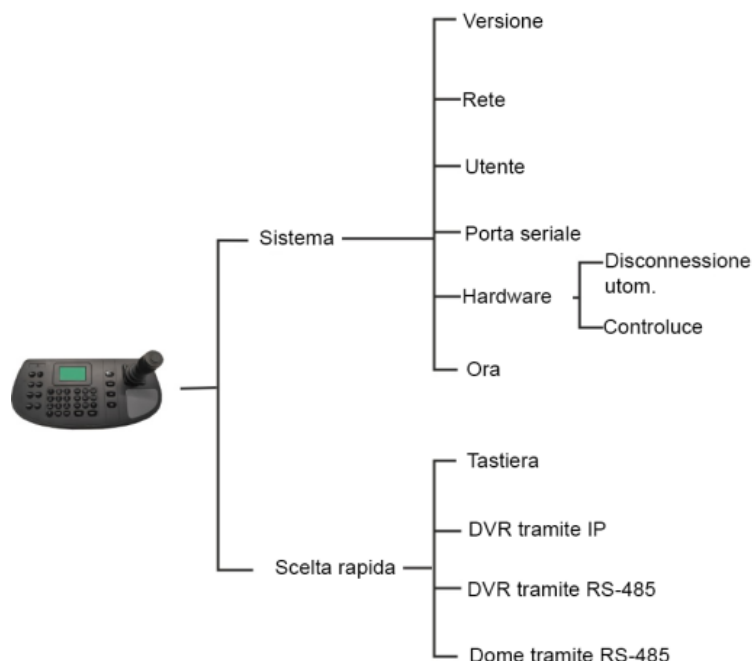 Versione
Rete
Utente
Sistema
Porta seriale
Hardware
Disconnessione
utom.
Controluce
Ora
Tastiera
DVR tramite IP
Scelta rapida
DVR tramite RS-485
Dome tramite RS-485